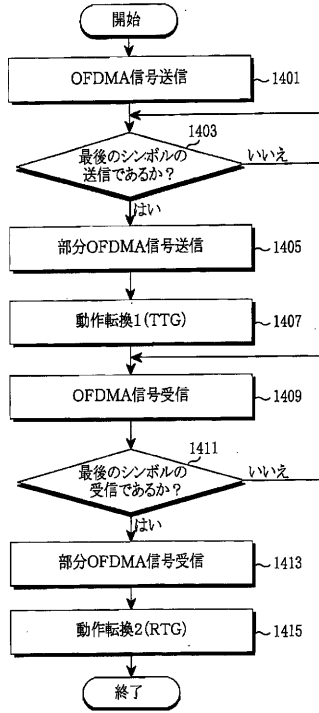 開始
OFDMA信号送信
1401
1403
最後のシンボルの
送信であるか?
いいえ
はい
部分OFDMA信号送信
1405
動作転換1(TTG)
1407
OFDMA信号受信
1409
1411
最後のシンボルの
受信であるか?
いいえ
はい
部分OFDMA信号受信
1413
動作転換2(RTG)
1415
終了